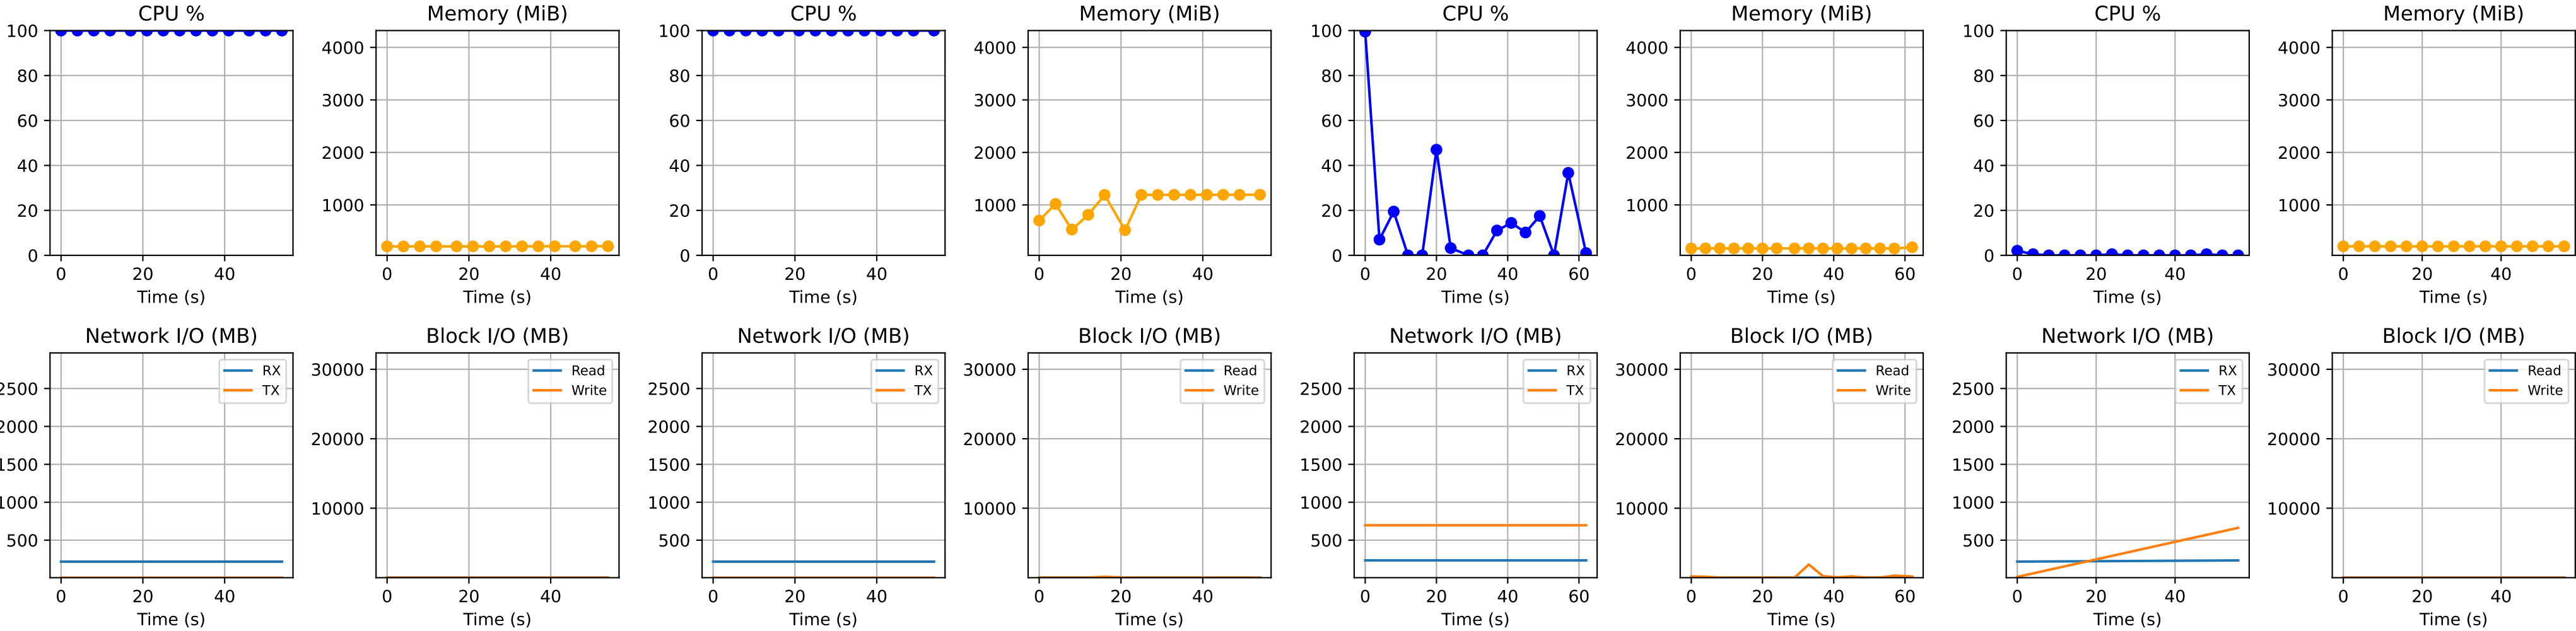 CPU % Memory (MiB) CPU % Memory (MiB) CPU % Memory (MiB) CPU % Memory (MiB)
100 100 100 100
4000 4000 4000 4000
80 80 80 80
3000 3000 3000 3000
60 60 60 60
2000 2000 2000 2000
40 40 40 40
1000 1000 1000 1000
20 20 20 20
0 0 0 0
0 20 40 0 20 40 0 20 40 0 20 40 0 20 40 60 0 20 40 60 0 20 40 0 20 40
Time (s) Time (s) Time (s) Time (s) Time (s) Time (s) Time (s) Time (s)
Network I/O (MB) Block I/O (MB) Network I/O (MB) Block I/O (MB) Network I/O (MB) Block I/O (MB) Network I/O (MB) Block I/O (MB)
RX 30000 Read RX 30000 Read RX 30000 Read RX 30000 Read
2500 TX Write 2500 TX Write 2500 TX Write 2500 TX Write
2000 2000 2000 2000
20000 20000 20000 20000
1500 1500 1500 1500
1000 10000 1000 10000 1000 10000 1000 10000
500 500 500 500
0 20 40 0 20 40 0 20 40 0 20 40 0 20 40 60 0 20 40 60 0 20 40 0 20 40
Time (s) Time (s) Time (s) Time (s) Time (s) Time (s) Time (s) Time (s)